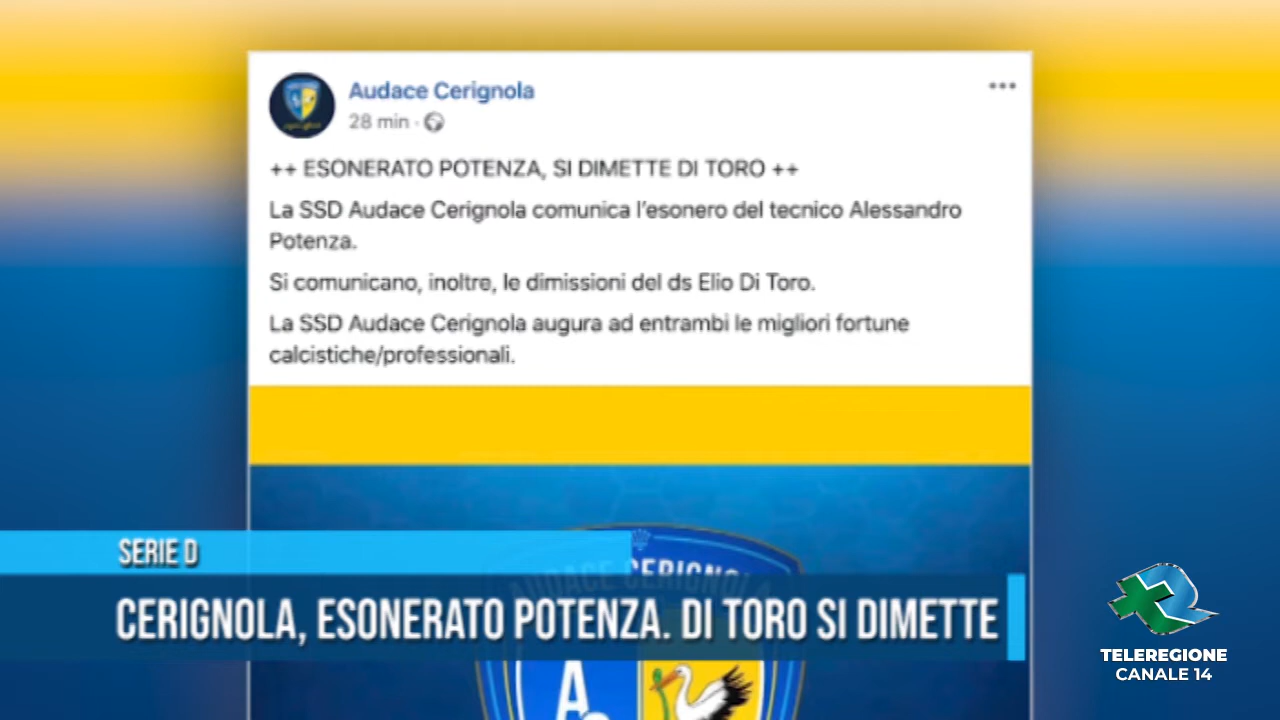 Audace Cerignola
28 min ·
++ ESONERATO POTENZA, SI DIMETTE DI TORO ++
La SSD Audace Cerignola comunica l'esonero del tecnico Alessandro
Potenza.
Si comunicano, inoltre, le dimissioni del ds Elio Di Toro.
La SSD Audace Cerignola augura ad entrambi le migliori fortune
calcistiche/professionali.
AUDACE CERIGNOLA
A
SERIE D
CERIGNOLA, ESONERATO POTENZA. DI TORO SI DIMETTE
TELEREGIONE
CANALE 14